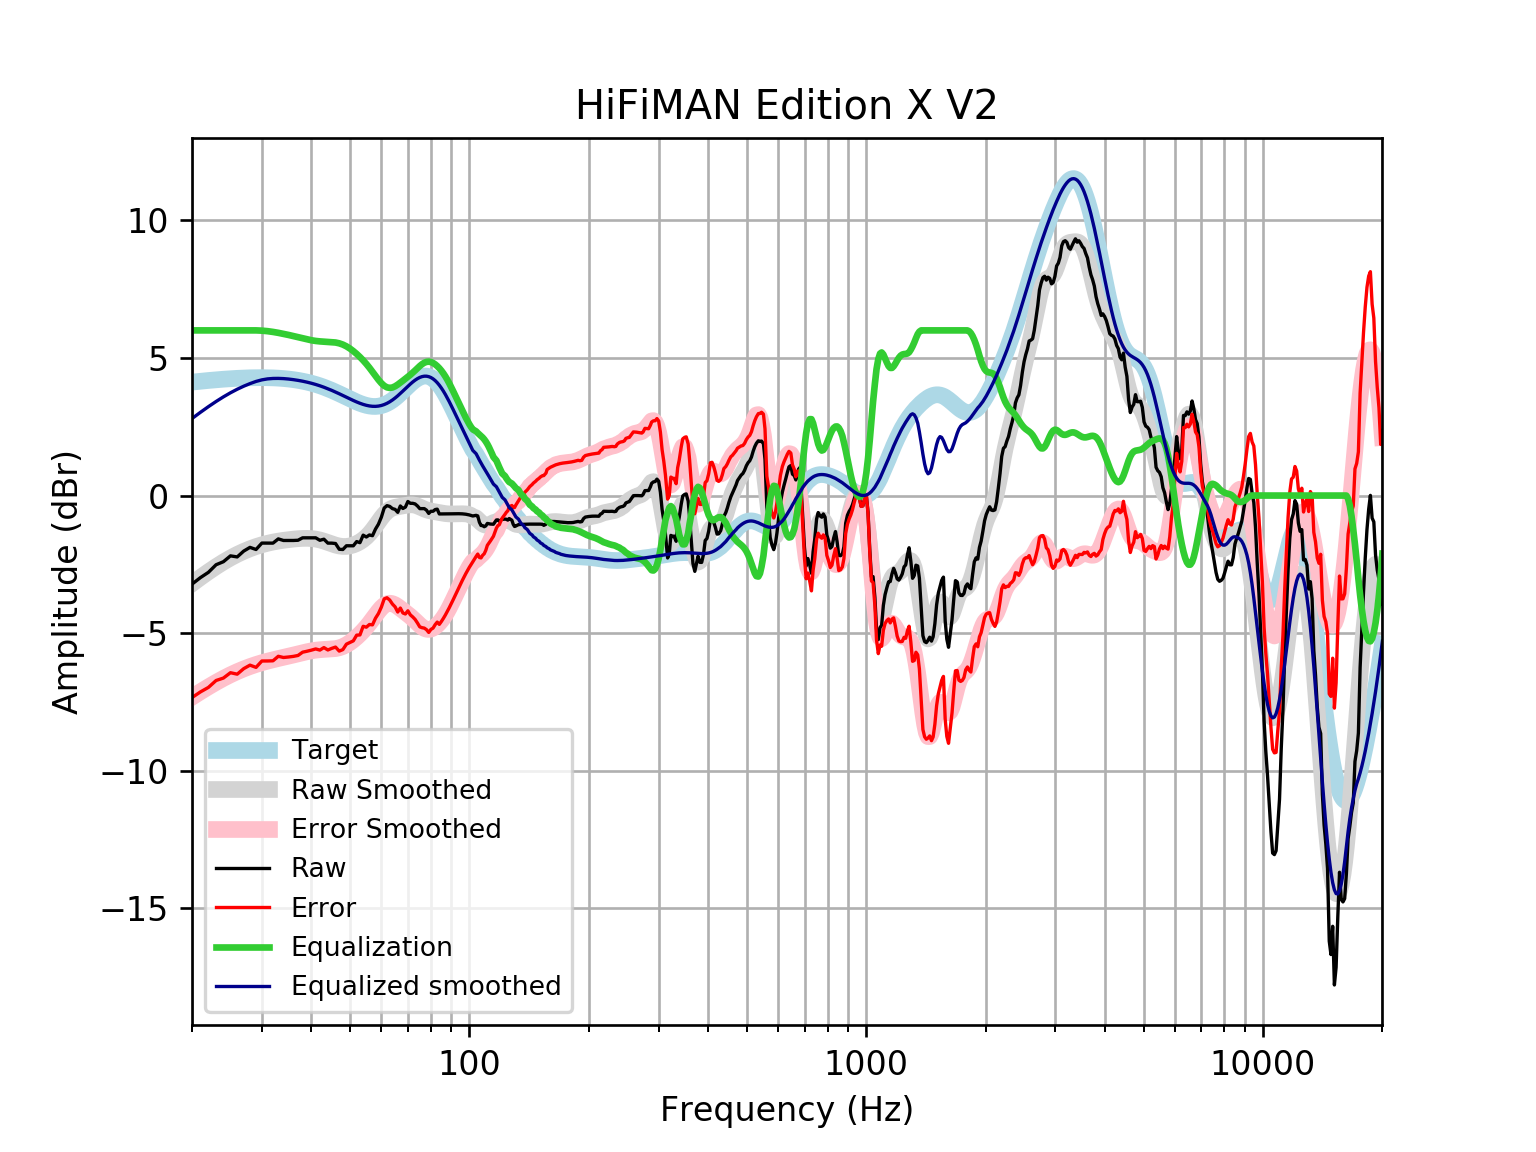 HiFiMAN Edition X V2
10
5
0
−5
−10
−15
Amplitude (dBr)
Target
Raw Smoothed
Error Smoothed
Raw
Error
Equalization
Equalized smoothed
100
1000
10000
Frequency (Hz)